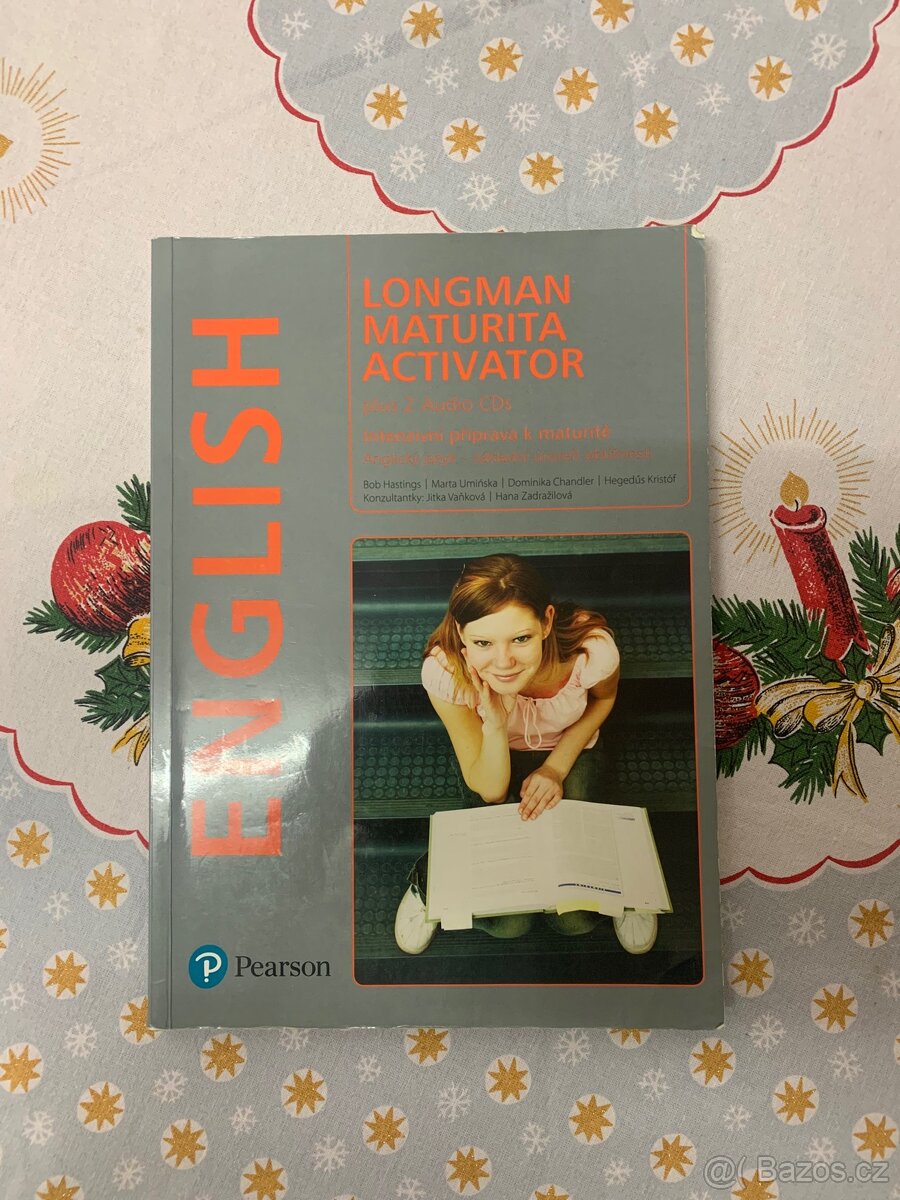 ENGLISH
LONGMAN
MATURITA
ACTIVATOR
plus 2 Audio CDs
Intenzivní příprava k maturitě
Anglický jazyk – základní úroveň obtížnosti
Bob Hastings | Marta Umińska | Dominika Chandler | Hegedűs Kristóf
Konzultantky: Jitka Vaňková | Hana Zadražilová
Pearson
Bazos.cz